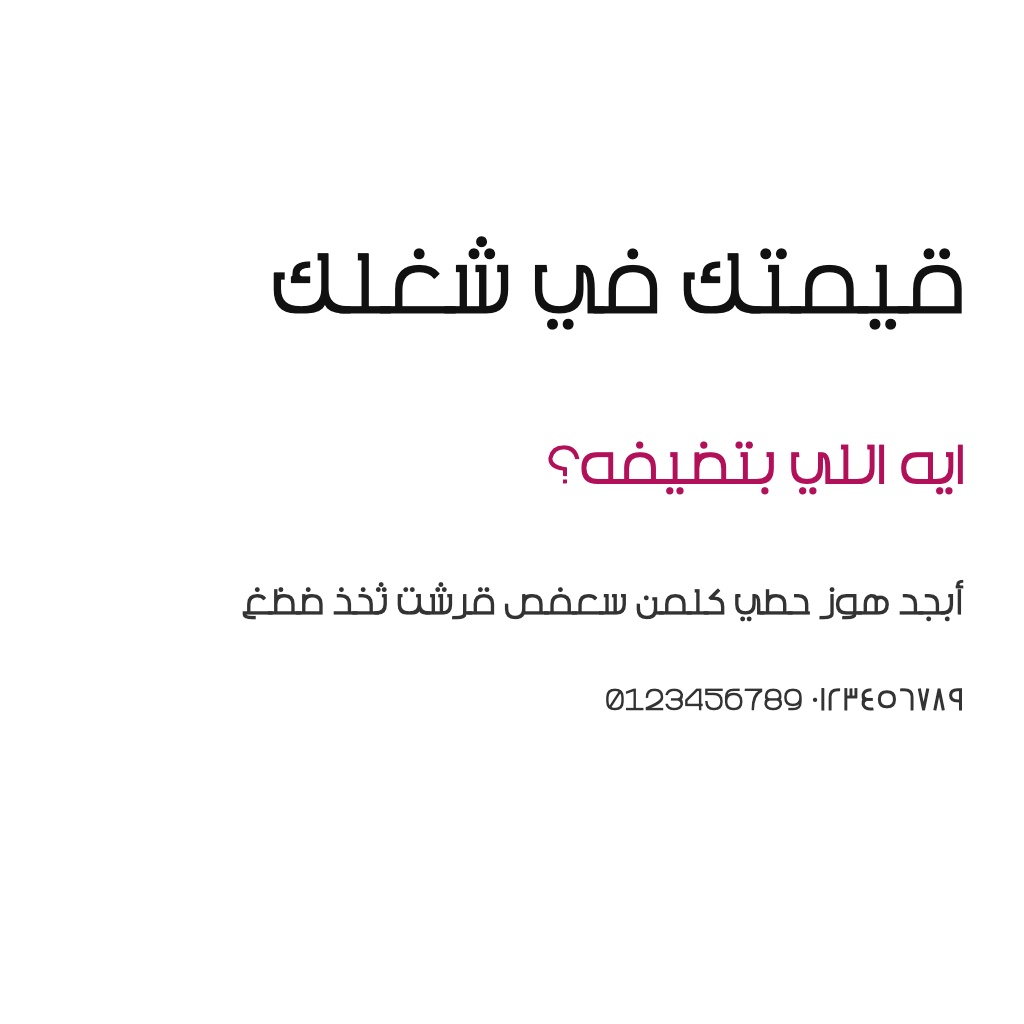 قيمتك في شغلك
ايه اللي بتضيفه؟
أبجد هوز حطي كلمن سعفص قرشت ثخذ ضظغ
0123456789 ٠١٢٣٤٥٦٧٨٩